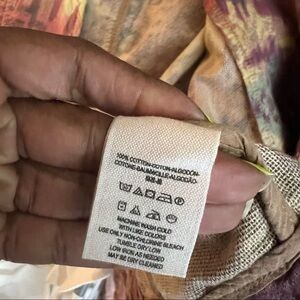 100% COTTON-COTON-ALGODÓN-
COTONE-BAUMWOLLE-ALGODÃO-
MACHINE WASH COLD
WITH LIKE COLORS
USE ONLY NON-CHLORINE BLEACH
TUMBLE DRY LOW
LOW IRON AS NEEDED
MAY BE DRY CLEANED